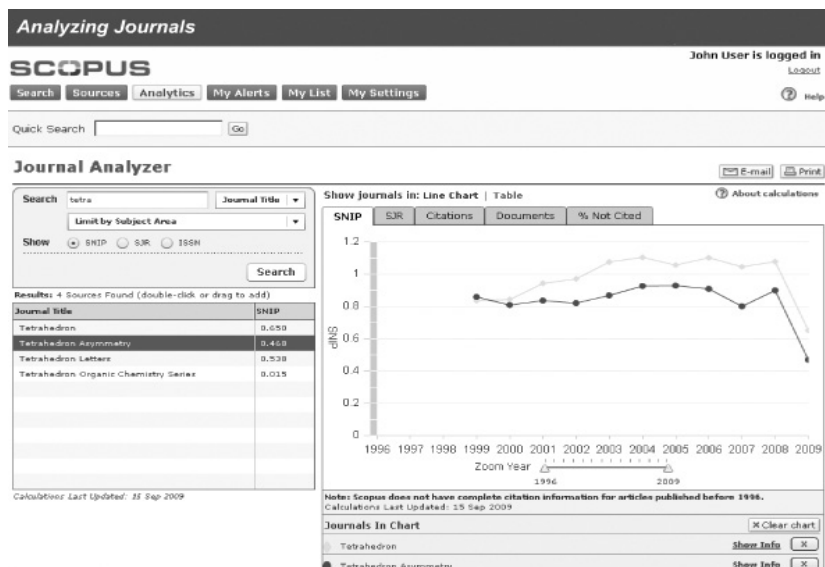 Analyzing Journals
John User is logged in
SCOPUS
Logout
Search Sources Analytics My Alerts My List My Settings
Help
Quick Search Go
Journal Analyzer
E-mail Print
Search tetra Journal Title
Limit by Subject Area
Show SNIP SJR ISSN
Search
Results: 4 Sources Found (double-click or drag to add)
Journal Title SNIP
Tetrahedron 0.650
Tetrahedron Asymmetry 0.468
Tetrahedron Letters 0.538
Tetrahedron Organic Chemistry Series 0.015
Calculations Last Updated: 15 Sep 2009
Show journals in: Line Chart | Table
About calculations
SNIP SJR Citations Documents % Not Cited
1.2
1
0.8
0.6
0.4
0.2
0
SNIP
1996 1997 1998 1999 2000 2001 2002 2003 2004 2005 2006 2007 2008 2009
Zoom Year
1996 2009
Note: Scopus does not have complete citation information for articles published before 1996.
Calculations Last Updated: 15 Sep 2009
Journals In Chart × Clear chart
Tetrahedron Show Info ×
Tetrahedron Asymmetry Show Info ×